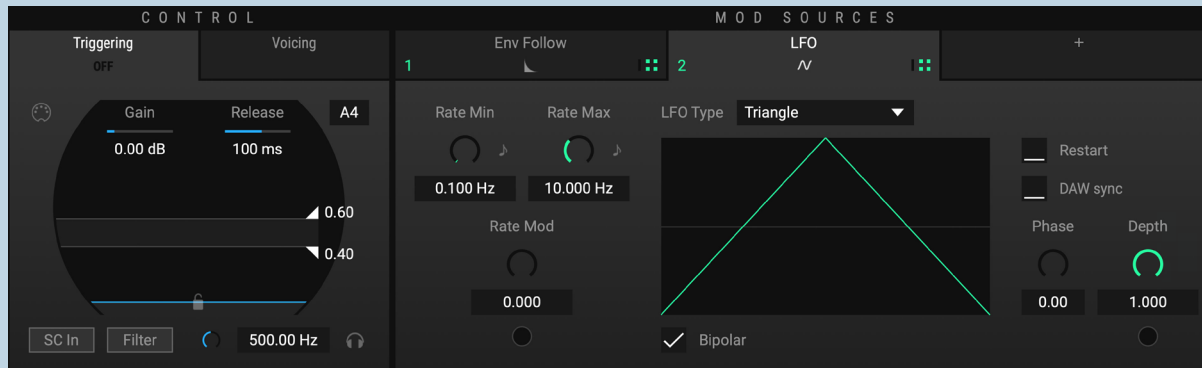 CONTROL
MOD SOURCES
Triggering
OFF
Voicing
Env Follow
1
LFO
2
+
Gain
0.00 dB
Release
100 ms
A4
0.60
0.40
SC In
Filter
500.00 Hz
Rate Min
0.100 Hz
Rate Max
10.000 Hz
Rate Mod
0.000
LFO Type
Triangle
Bipolar
Restart
DAW sync
Phase
0.00
Depth
1.000